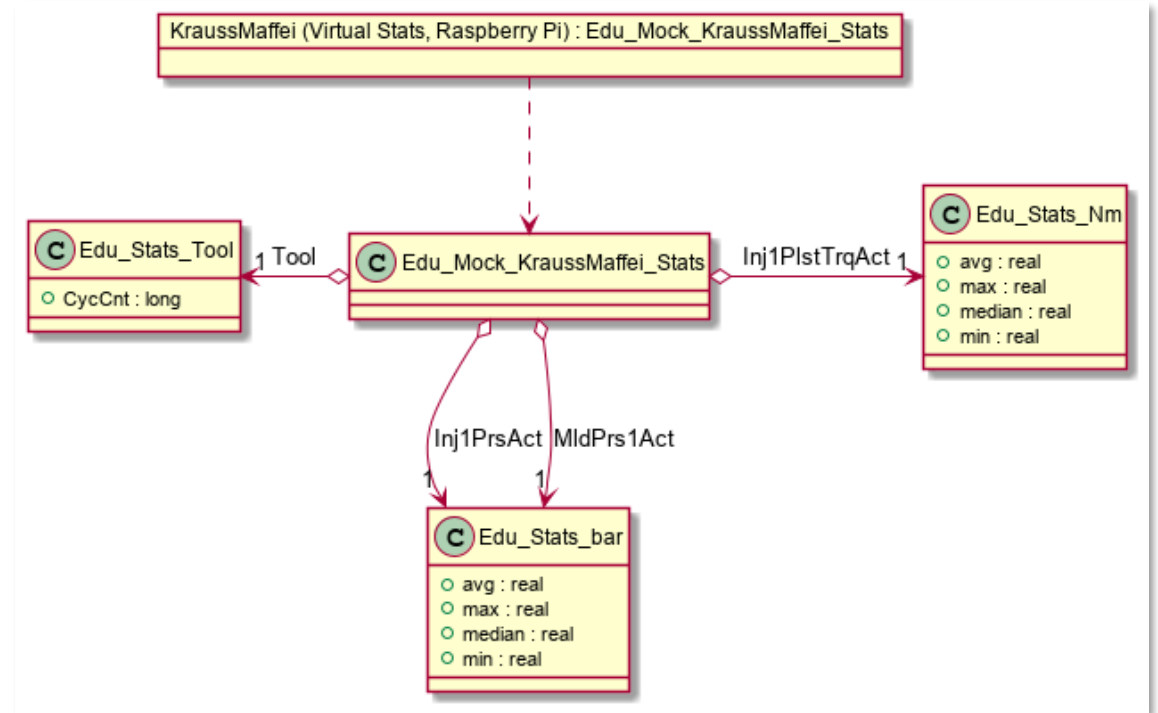 KraussMaffei (Virtual Stats, Raspberry Pi) : Edu_Mock_KraussMaffei_Stats
C Edu_Stats_Tool
CycCnt : long
1 Tool
C Edu_Mock_KraussMaffei_Stats
Inj1PlstTrqAct 1
C Edu_Stats_Nm
avg : real
max : real
median : real
min : real
Inj1PrsAct
1
MldPrs1Act
1
C Edu_Stats_bar
avg : real
max : real
median : real
min : real